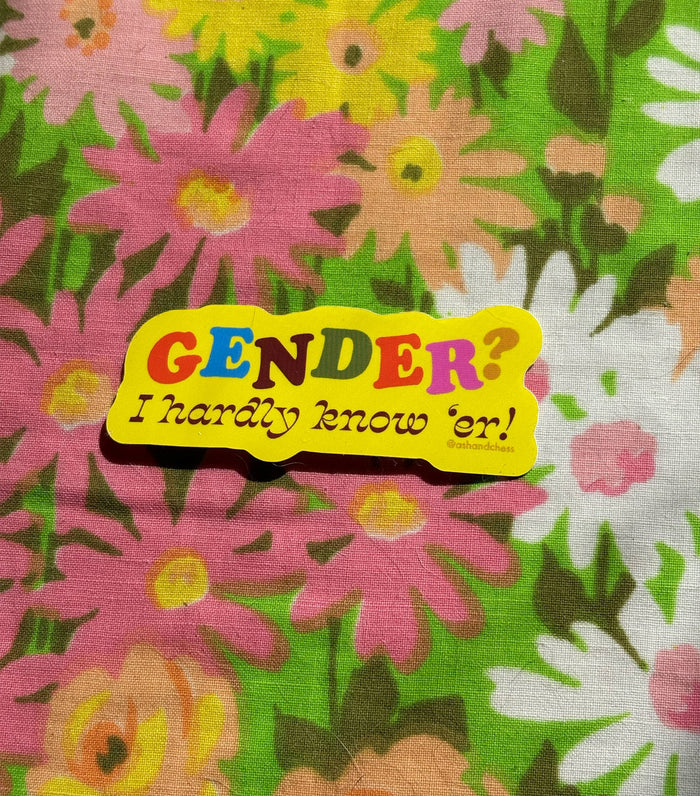 GENDER?
I hardly know 'er!
@ashandchess